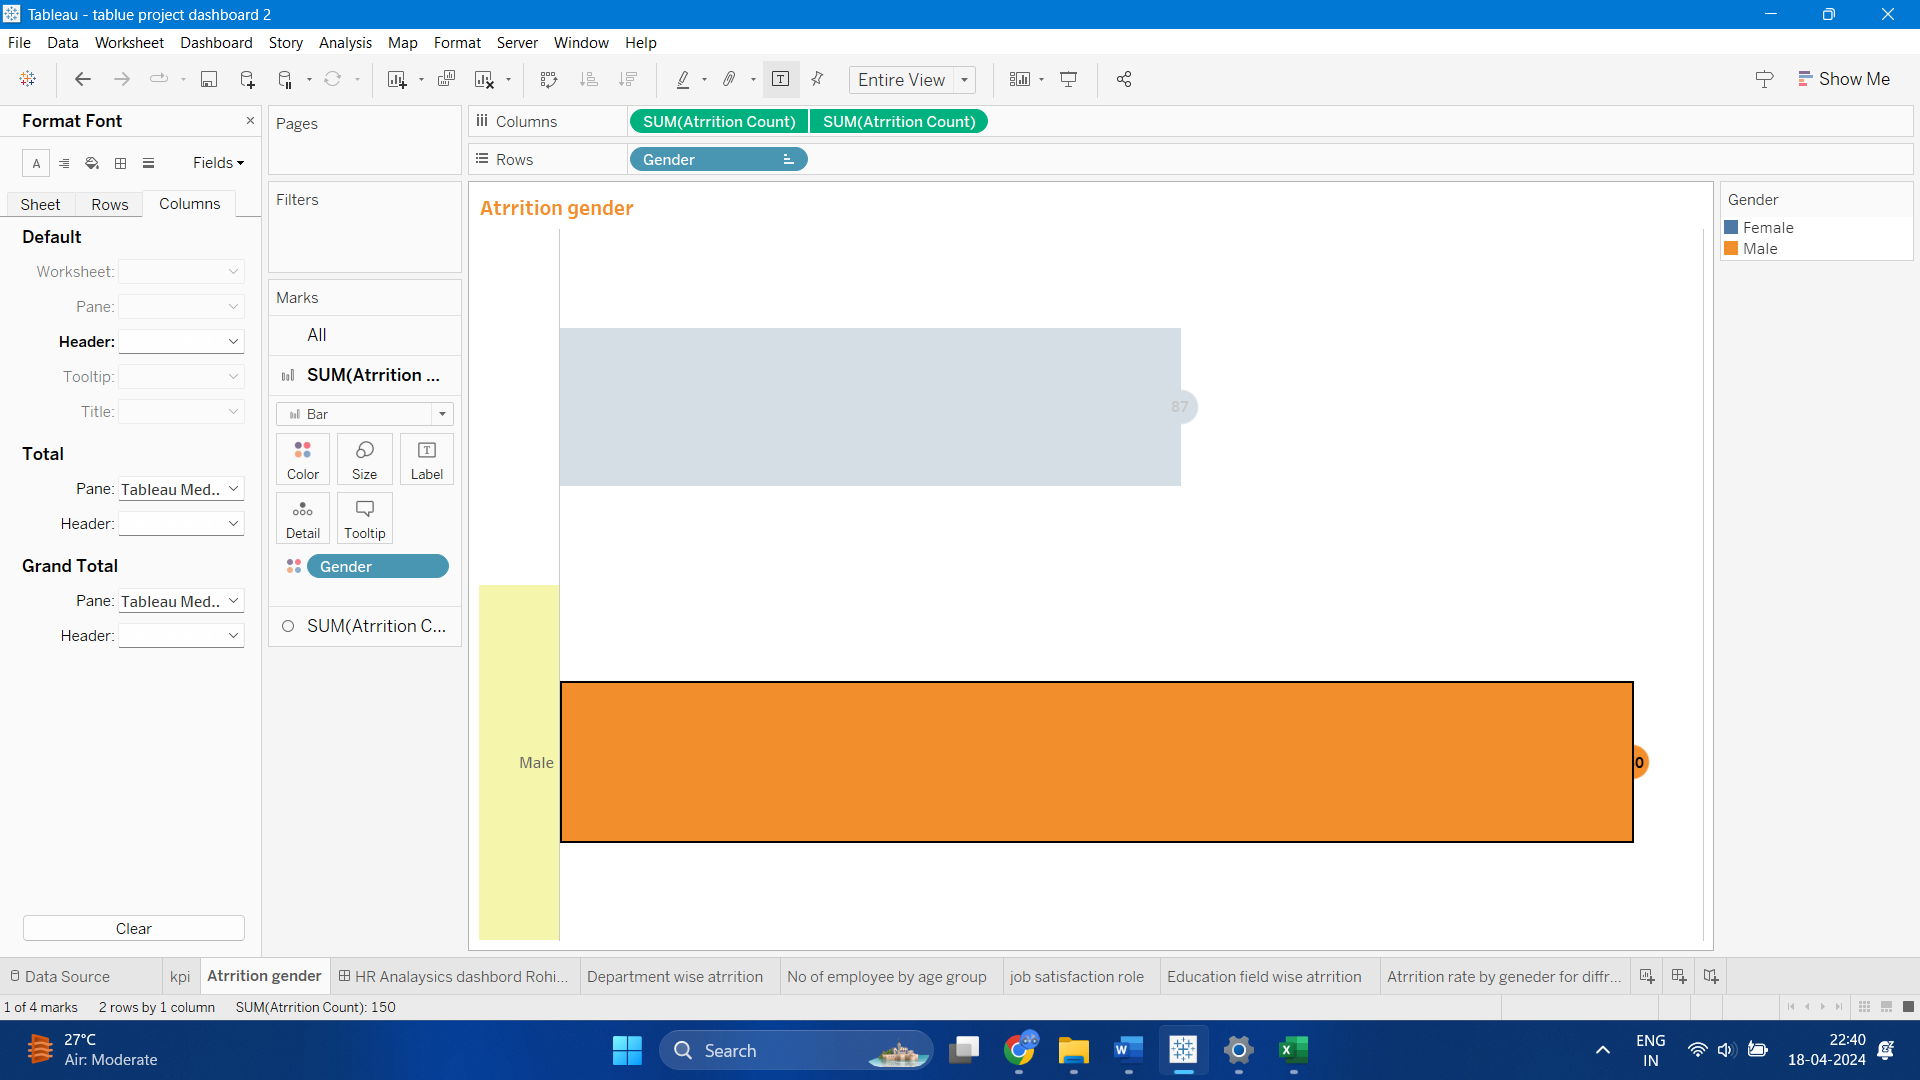 Tableau - tablue project dashboard 2
File Data Worksheet Dashboard Story Analysis Map Format Server Window Help
Entire View
Show Me
Format Font
Fields
Sheet Rows Columns
Default
Worksheet:
Pane:
Header:
Tooltip:
Title:
Total
Pane: Tableau Med..
Header:
Grand Total
Pane: Tableau Med..
Header:
Clear
Pages
Filters
Marks
All
SUM(Atrrition ...
Bar
Color Size Label
Detail Tooltip
Gender
SUM(Atrrition C...
Columns SUM(Atrrition Count) SUM(Atrrition Count)
Rows Gender
Atrrition gender
87
Male
0
Gender
Female
Male
Data Source kpi Atrrition gender HR Analaysics dashbord Rohi... Department wise atrrition No of employee by age group job satisfaction role Education field wise atrrition Atrrition rate by geneder for diffr...
1 of 4 marks 2 rows by 1 column SUM(Atrrition Count): 150
27°C
Air: Moderate
Search
ENG
IN
22:40
18-04-2024